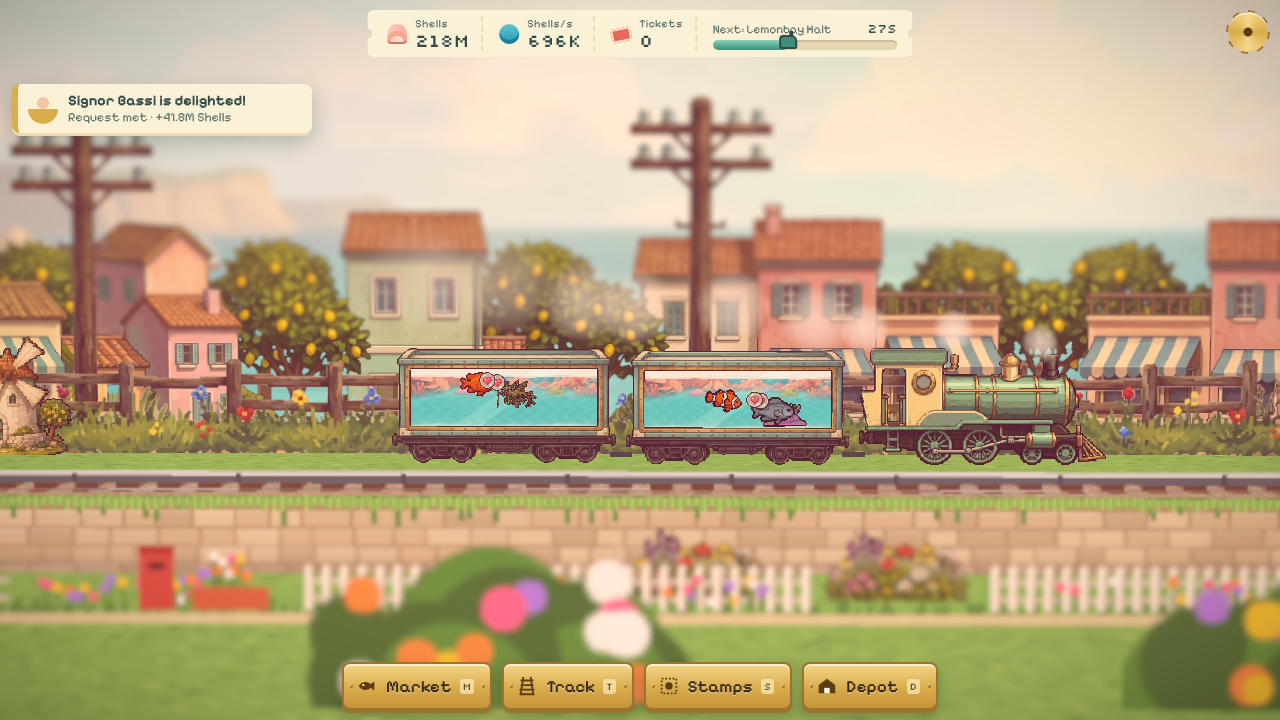 Shells
218M
Shells/s
696K
Tickets
0
Next: Lemonbay Halt
27S
Signor Bassi is delighted!
Request met · +41.8M Shells
Market M
Track T
Stamps S
Depot D